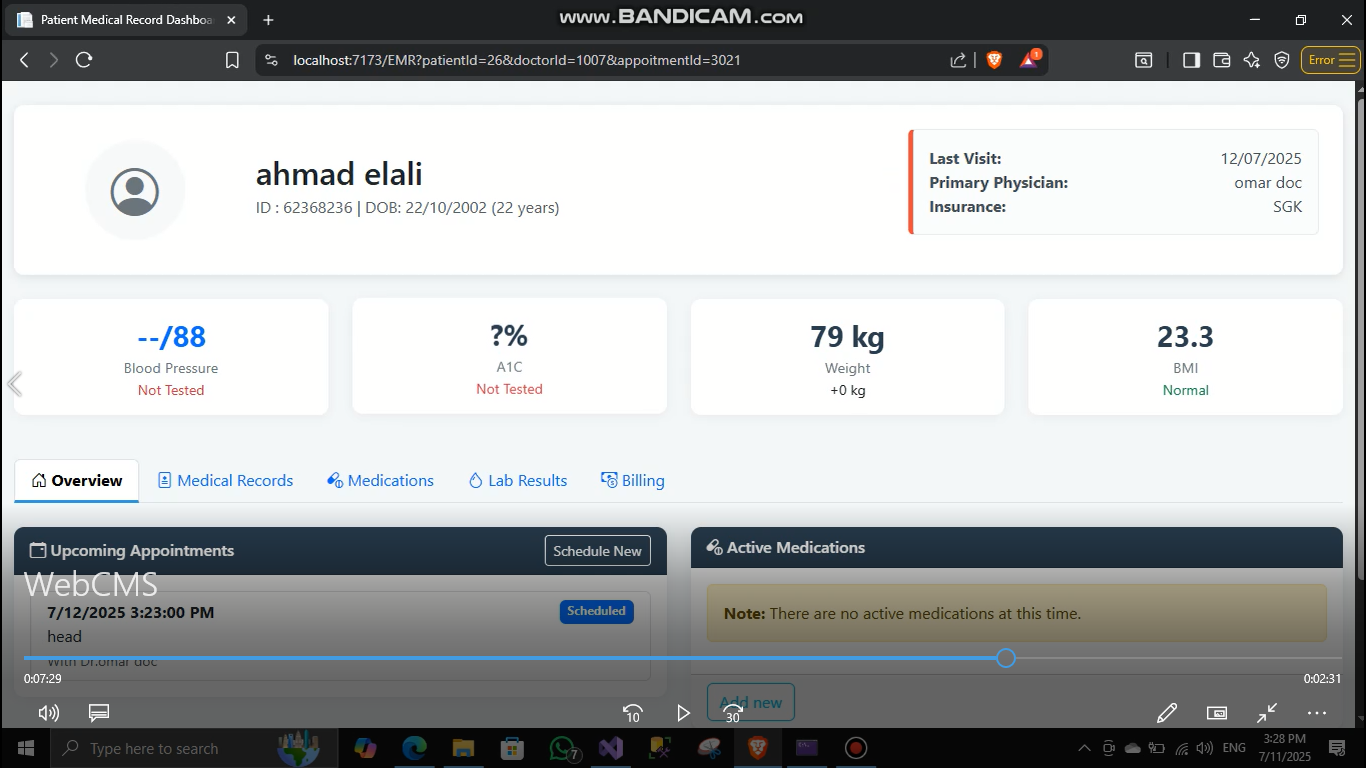 www.BANDICAM.com
Patient Medical Record Dashboa
localhost:7173/EMR?patientId=26&doctorId=1007&appoitmentId=3021
1
Error
ahmad elali
ID : 62368236 | DOB: 22/10/2002 (22 years)
Last Visit: 12/07/2025
Primary Physician: omar doc
Insurance: SGK
--/88
Blood Pressure
Not Tested
?%
A1C
Not Tested
79 kg
Weight
+0 kg
23.3
BMI
Normal
Overview Medical Records Medications Lab Results Billing
Upcoming Appointments Schedule New
WebCMS
7/12/2025 3:23:00 PM Scheduled
head
With Dr.omar doc
Active Medications
Note: There are no active medications at this time.
Add new
0:07:29 0:02:31
10 30
Type here to search
7
ENG
3:28 PM
7/11/2025